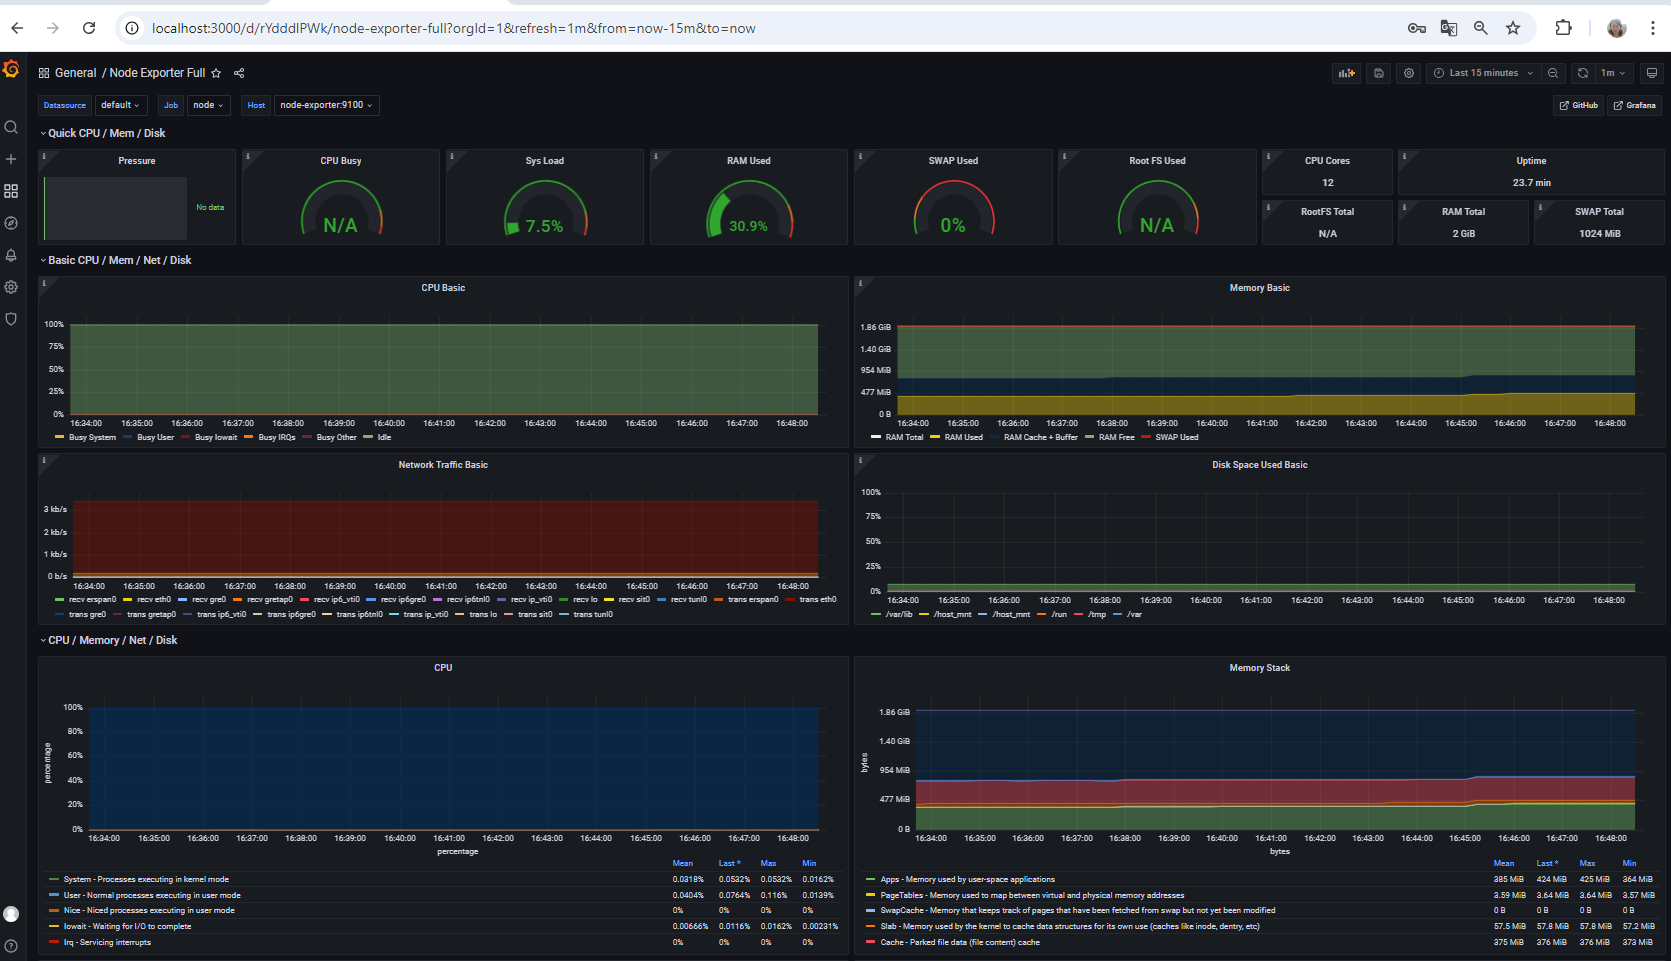 localhost:3000/d/rYdddlPWk/node-exporter-full?orgId=1&refresh=1m&from=now-15m&to=now
General / Node Exporter Full
Last 15 minutes
1m
Datasource default Job node Host node-exporter:9100
GitHub Grafana
Quick CPU / Mem / Disk
Pressure
No data
CPU Busy
N/A
Sys Load
7.5%
RAM Used
30.9%
SWAP Used
0%
Root FS Used
N/A
CPU Cores
12
Uptime
23.7 min
RootFS Total
N/A
RAM Total
2 GiB
SWAP Total
1024 MiB
Basic CPU / Mem / Net / Disk
CPU Basic
100%
75%
50%
25%
0%
16:34:00 16:35:00 16:36:00 16:37:00 16:38:00 16:39:00 16:40:00 16:41:00 16:42:00 16:43:00 16:44:00 16:45:00 16:46:00 16:47:00 16:48:00
Busy System Busy User Busy Iowait Busy IRQs Busy Other Idle
Memory Basic
1.86 GiB
1.40 GiB
954 MiB
477 MiB
0 B
16:34:00 16:35:00 16:36:00 16:37:00 16:38:00 16:39:00 16:40:00 16:41:00 16:42:00 16:43:00 16:44:00 16:45:00 16:46:00 16:47:00 16:48:00
RAM Total RAM Used RAM Cache + Buffer RAM Free SWAP Used
Network Traffic Basic
3 kb/s
2 kb/s
1 kb/s
0 b/s
16:34:00 16:35:00 16:36:00 16:37:00 16:38:00 16:39:00 16:40:00 16:41:00 16:42:00 16:43:00 16:44:00 16:45:00 16:46:00 16:47:00 16:48:00
recv erspan0 recv eth0 recv gre0 recv gretap0 recv ip6_vti0 recv ip6gre0 recv ip6tnl0 recv ip_vti0 recv lo recv sit0 recv tunl0 trans erspan0 trans eth0
trans gre0 trans gretap0 trans ip6_vti0 trans ip6gre0 trans ip6tnl0 trans ip_vti0 trans lo trans sit0 trans tunl0
Disk Space Used Basic
100%
75%
50%
25%
0%
16:34:00 16:35:00 16:36:00 16:37:00 16:38:00 16:39:00 16:40:00 16:41:00 16:42:00 16:43:00 16:44:00 16:45:00 16:46:00 16:47:00 16:48:00
/var/lib /host_mnt /host_mnt /run /tmp /var
CPU / Memory / Net / Disk
CPU
percentage
100%
80%
60%
40%
20%
0%
16:34:00 16:35:00 16:36:00 16:37:00 16:38:00 16:39:00 16:40:00 16:41:00 16:42:00 16:43:00 16:44:00 16:45:00 16:46:00 16:47:00 16:48:00
percentage
Mean Last * Max Min
System - Processes executing in kernel mode 0.0318% 0.0532% 0.0532% 0.0162%
User - Normal processes executing in user mode 0.0404% 0.0764% 0.116% 0.0139%
Nice - Niced processes executing in user mode 0% 0% 0% 0%
Iowait - Waiting for I/O to complete 0.00666% 0.0116% 0.0162% 0.00231%
Irq - Servicing interrupts 0% 0% 0% 0%
Memory Stack
bytes
1.86 GiB
1.40 GiB
954 MiB
477 MiB
0 B
16:34:00 16:35:00 16:36:00 16:37:00 16:38:00 16:39:00 16:40:00 16:41:00 16:42:00 16:43:00 16:44:00 16:45:00 16:46:00 16:47:00 16:48:00
bytes
Mean Last * Max Min
Apps - Memory used by user-space applications 385 MiB 424 MiB 425 MiB 364 MiB
PageTables - Memory used to map between virtual and physical memory addresses 3.59 MiB 3.64 MiB 3.64 MiB 3.57 MiB
SwapCache - Memory that keeps track of pages that have been fetched from swap but not yet been modified 0 B 0 B 0 B 0 B
Slab - Memory used by the kernel to cache data structures for its own use (caches like inode, dentry, etc) 57.5 MiB 57.8 MiB 57.8 MiB 57.2 MiB
Cache - Parked file data (file content) cache 375 MiB 376 MiB 376 MiB 373 MiB